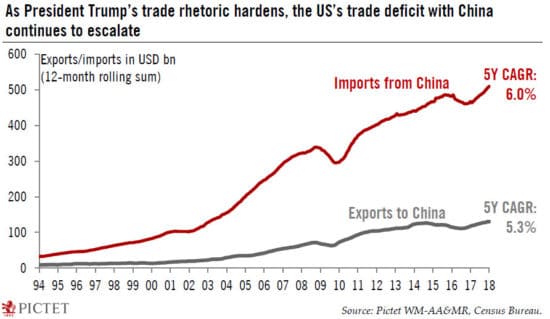 As President Trump's trade rhetoric hardens, the US's trade deficit with China
continues to escalate
Exports/imports in USD bn
(12-month rolling sum)
600
500
400
300
200
100
0
Imports from China
5Y CAGR:
6.0%
Exports to China
5Y CAGR:
5.3%
94 95 96 97 98 99 00 01 02 03 04 05 06 07 08 09 10 11 12 13 14 15 16 17 18
PICTET
Source: Pictet WM-AA&MR, Census Bureau.